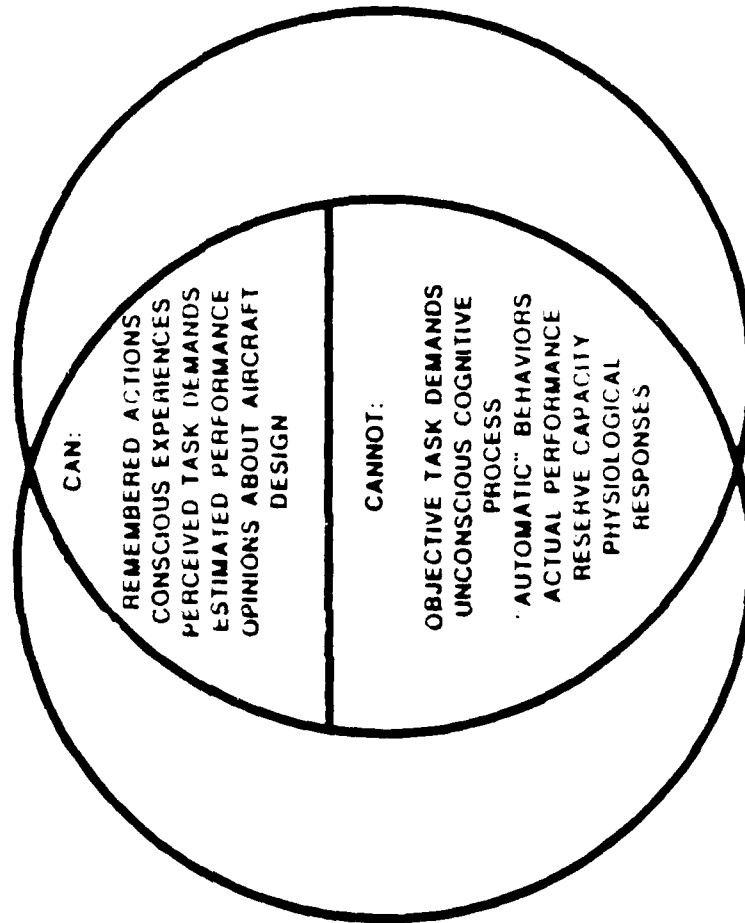 CAN:
REMEMBERED ACTIONS
CONSCIOUS EXPERIENCES
PERCEIVED TASK DEMANDS
ESTIMATED PERFORMANCE
OPINIONS ABOUT AIRCRAFT
DESIGN
CANNOT:
OBJECTIVE TASK DEMANDS
UNCONSCIOUS COGNITIVE
PROCESS
"AUTOMATIC" BEHAVIORS
ACTUAL PERFORMANCE
RESERVE CAPACITY
PHYSIOLOGICAL
RESPONSES